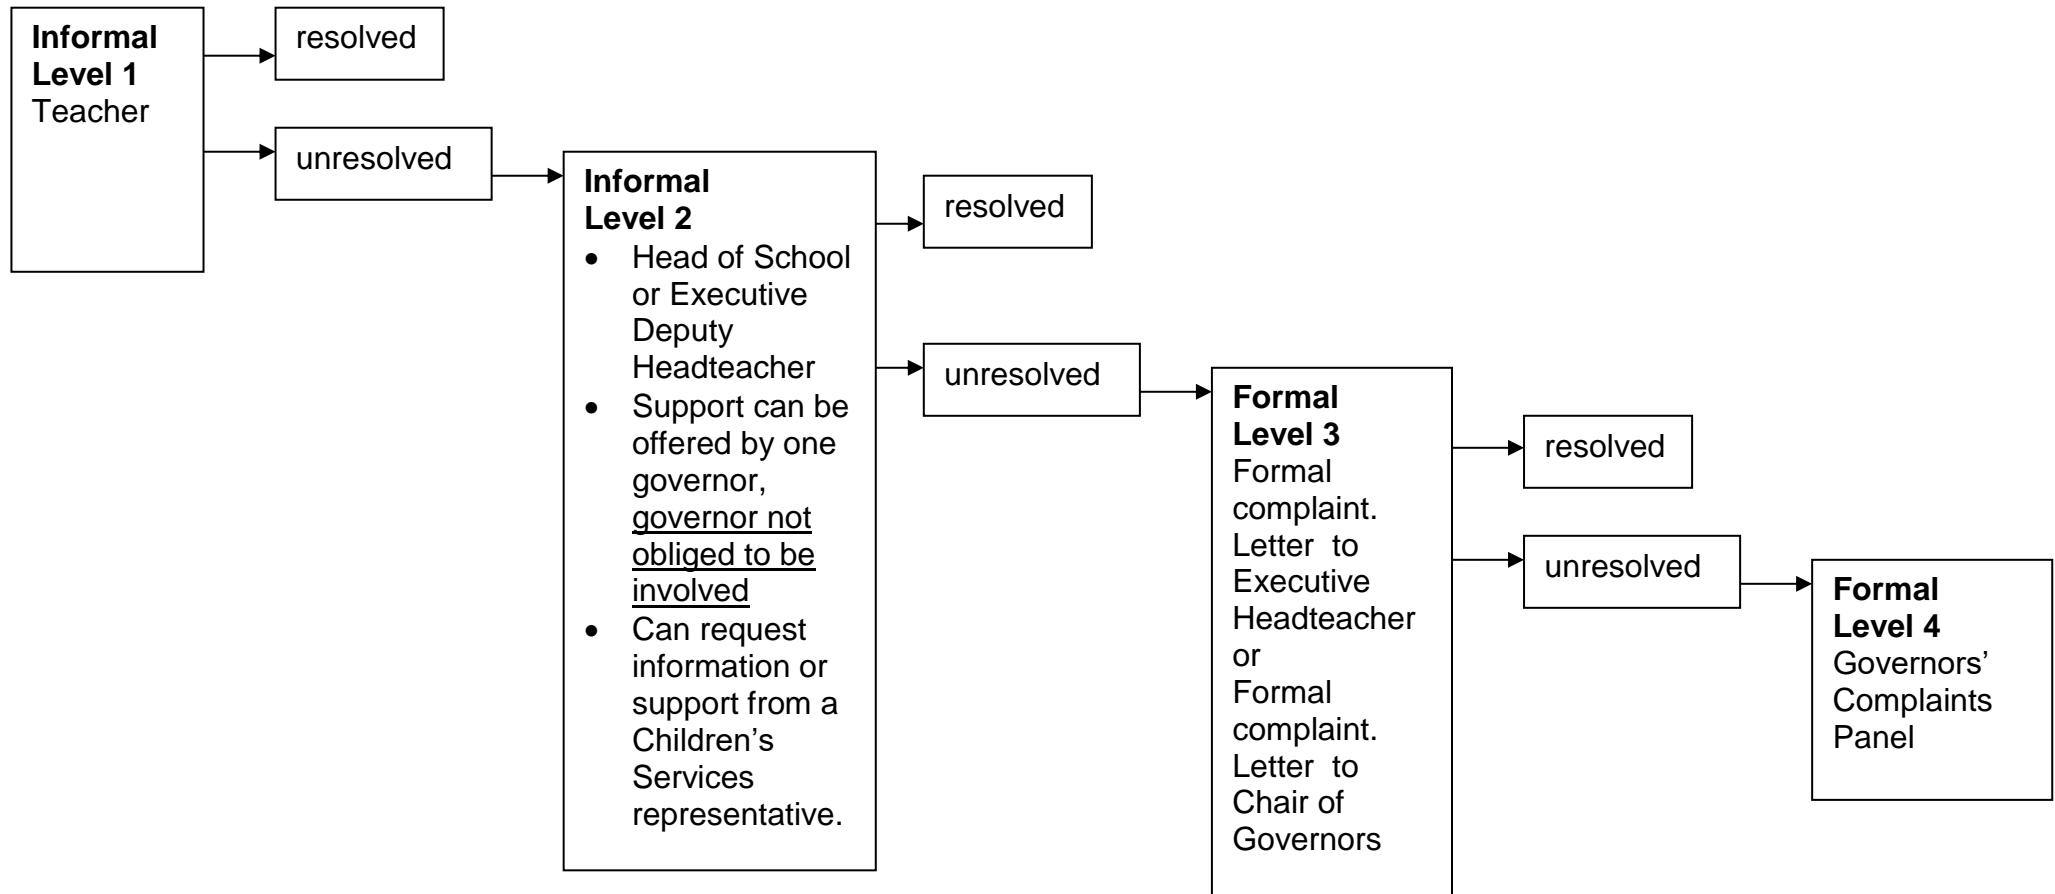 Informal
Level 1
Teacher
resolved
unresolved
Informal
Level 2
• Head of School
or Executive
Deputy
Headteacher
• Support can be
offered by one
governor,
governor not
obliged to be
involved
• Can request
information or
support from a
Children’s
Services
representative.
resolved
unresolved
Formal
Level 3
Formal
complaint.
Letter to
Executive
Headteacher
or
Formal
complaint.
Letter to
Chair of
Governors
resolved
unresolved
Formal
Level 4
Governors’
Complaints
Panel